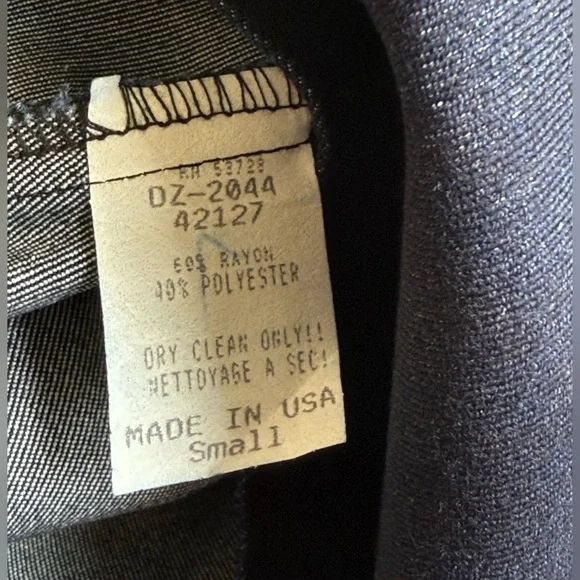 RN 53728
DZ-2044
42127
60% RAYON
40% POLYESTER
DRY CLEAN ONLY!!
NETTOYAGE A SEC!
MADE IN USA
Small